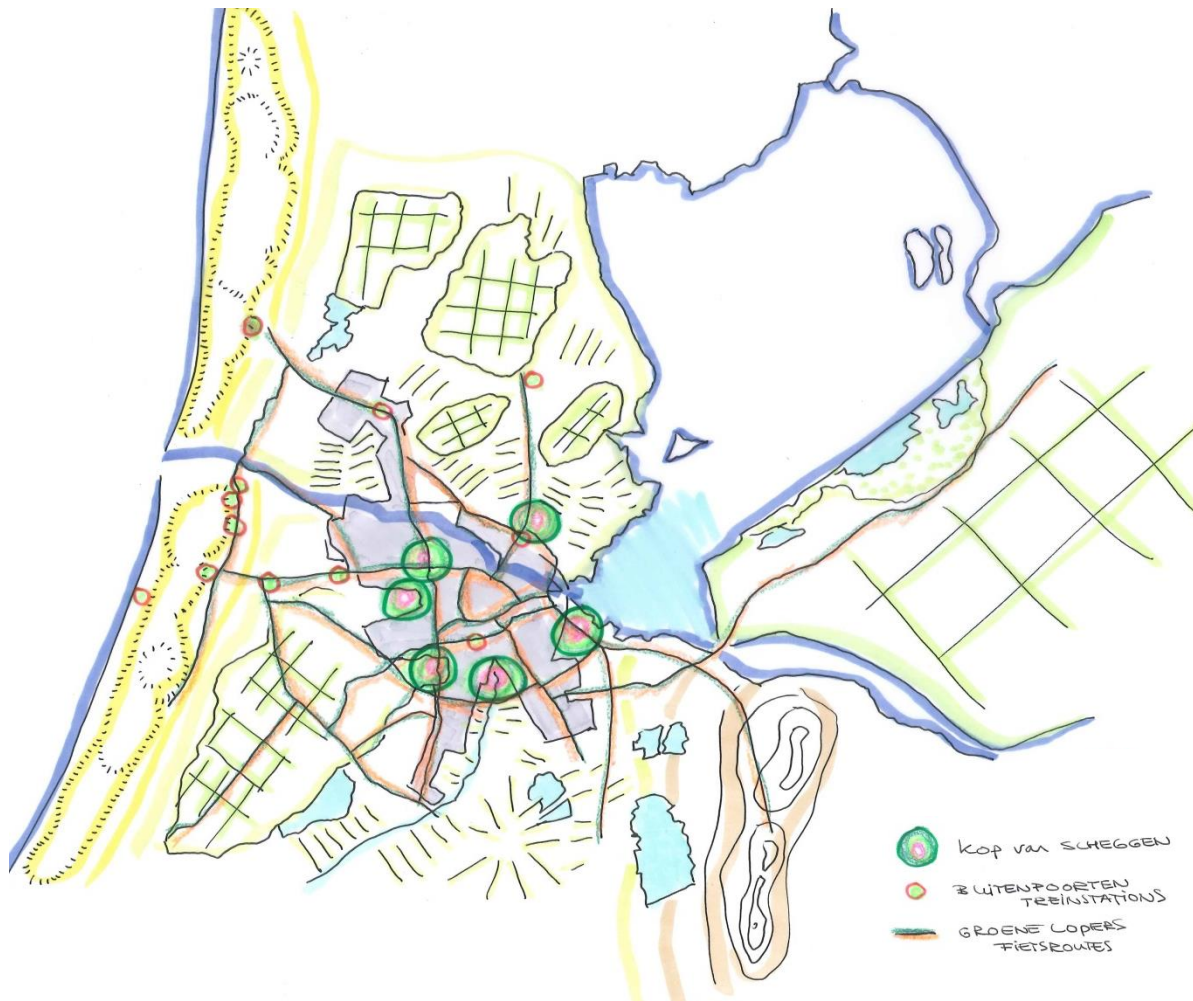 Kop van SCHEGGEN
BUITENPOORTEN
TREINSTATIONS
GROENE LOPERS
FIETSROUTES